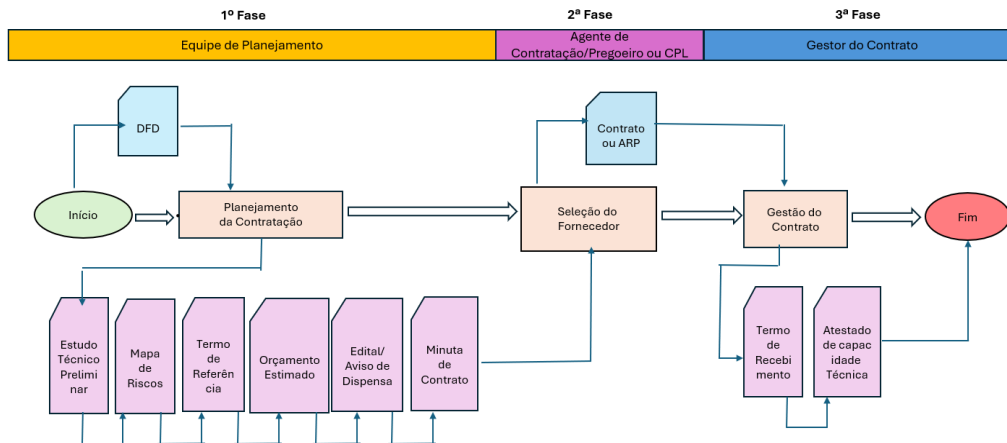 1º Fase
2ª Fase
3ª Fase
Equipe de Planejamento
Agente de
Contratação/Pregoeiro ou CPL
Gestor do Contrato
DFD
Contrato
ou ARP
Início
Planejamento
da Contratação
Seleção do
Fornecedor
Gestão do
Contrato
Fim
Estudo
Técnico
Prelimi
nar
Mapa
de
Riscos
Termo
de
Referên
cia
Orçamento
Estimado
Edital/
Aviso de
Dispensa
Minuta
de
Contrato
Termo
de
Recebi
mento
Atestado
de capac
idade
Técnica